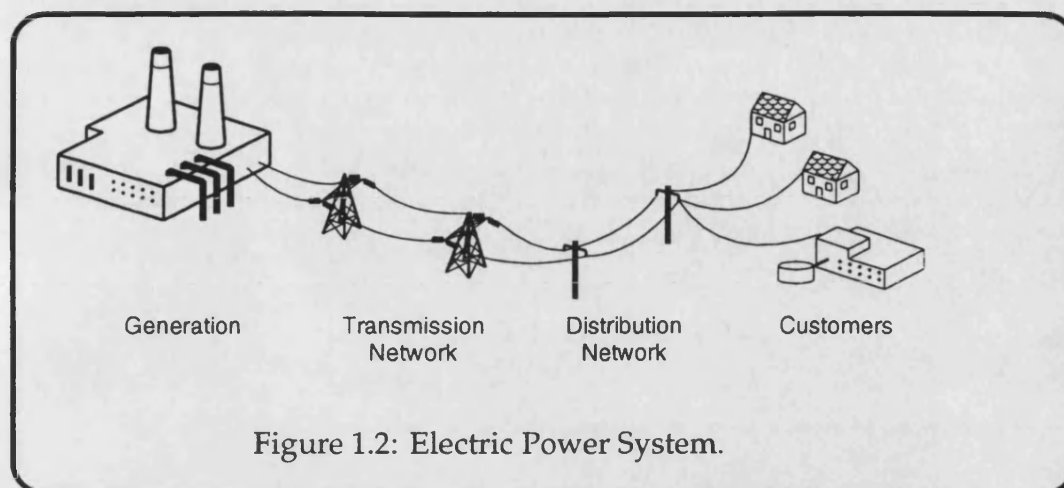 Generation
Transmission
Network
Distribution
Network
Customers
Figure 1.2: Electric Power System.